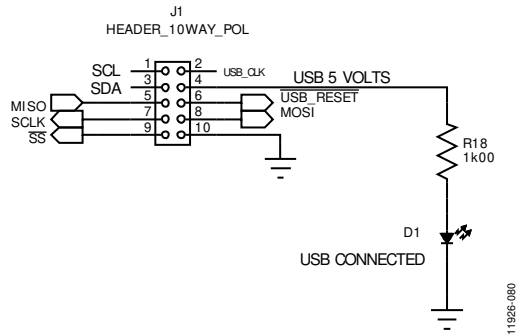 J1
HEADER_10WAY_POL
SCL 1 2 USB_CLK
SDA 3 4 USB 5 VOLTS
MISO 5 6 USB_RESET
SCLK 7 8 MOSI
SS 9 10
R18
1k00
D1
USB CONNECTED
11926-080